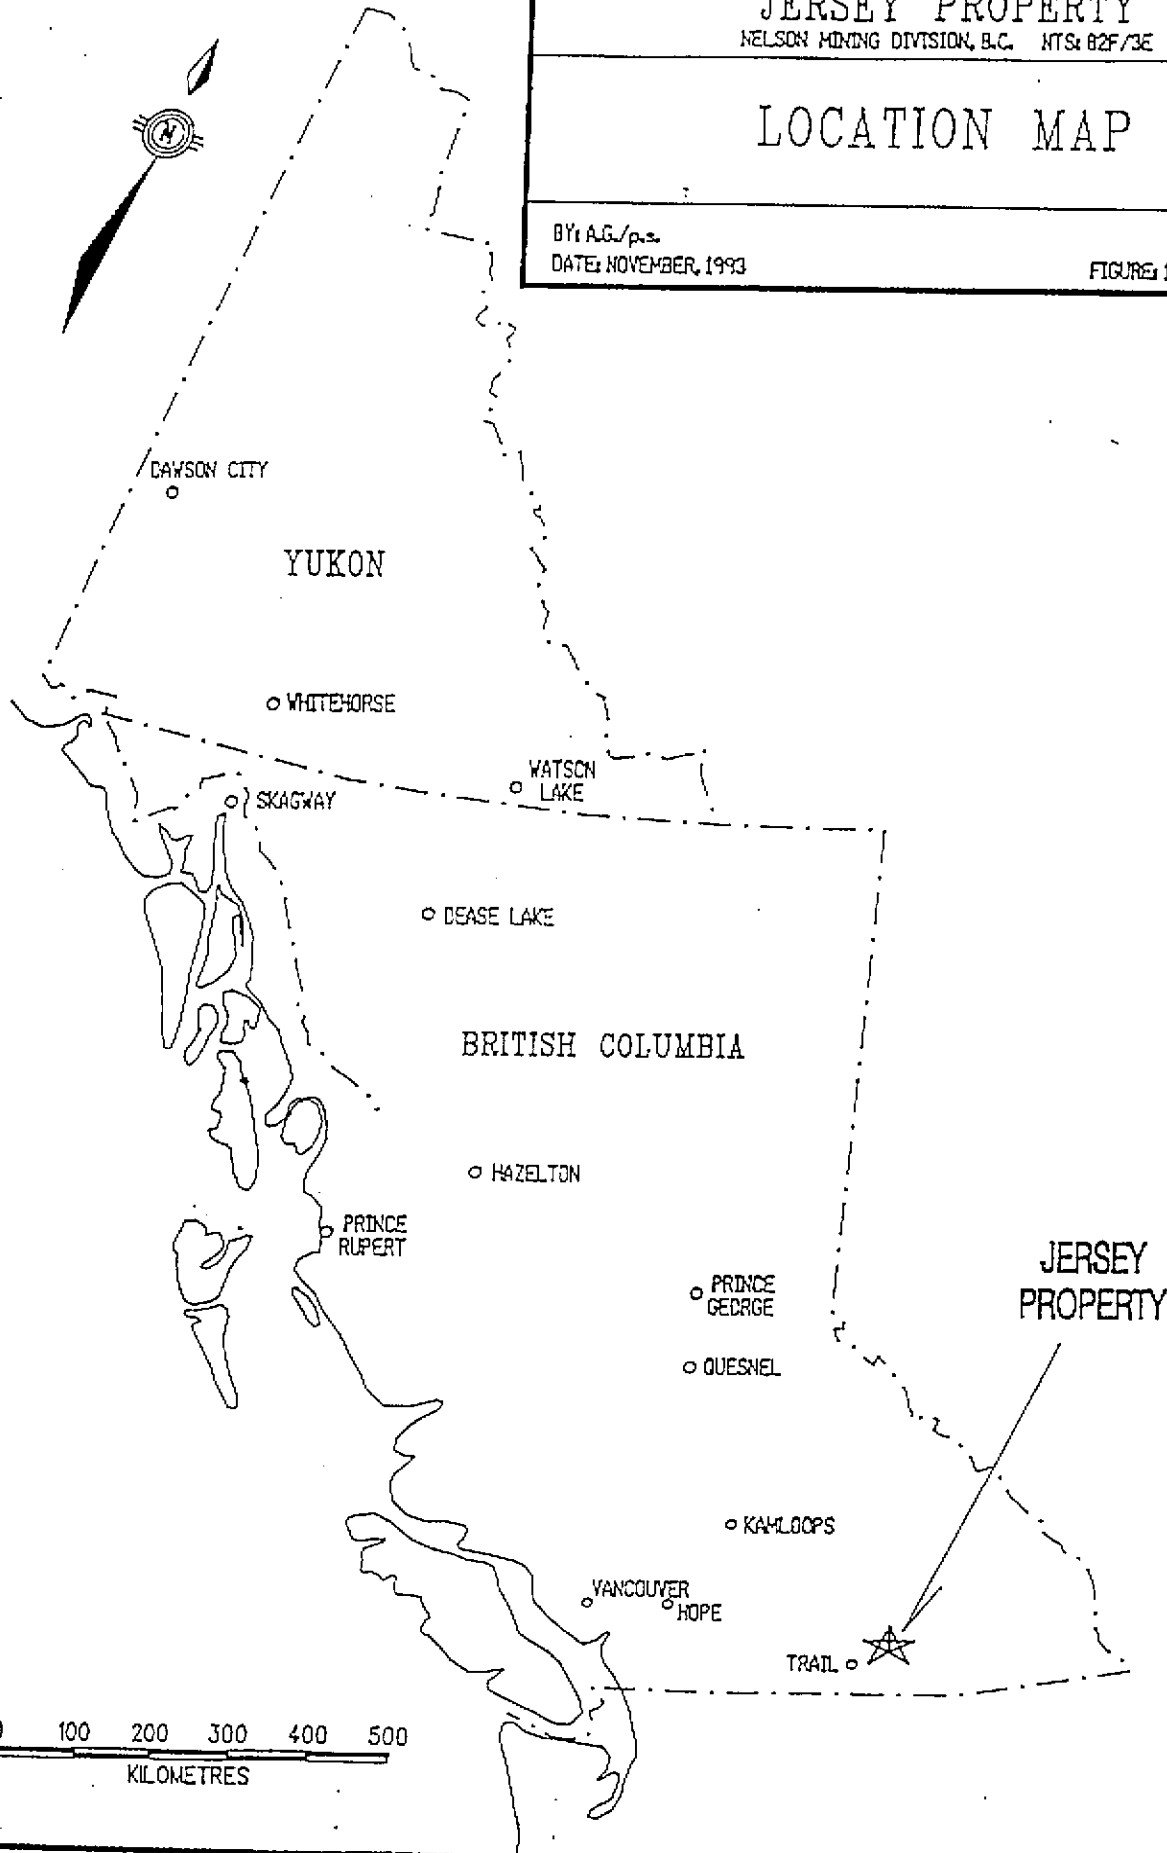 JERSEY PROPERTY
NELSON MINING DIVISION, B.C. NTS: 82F/3E
LOCATION MAP
BY: A.G./p.s.
DATE: NOVEMBER, 1993
FIGURE: 1
N
DAWSON CITY
YUKON
WHITEHORSE
WATSON
LAKE
SKAGWAY
DEASE LAKE
BRITISH COLUMBIA
HAZELTON
PRINCE
RUPERT
PRINCE
GEORGE
JERSEY
PROPERTY
QUESNEL
KAMLOOPS
VANCOUVER
HOPE
TRAIL
0 100 200 300 400 500
KILOMETRES